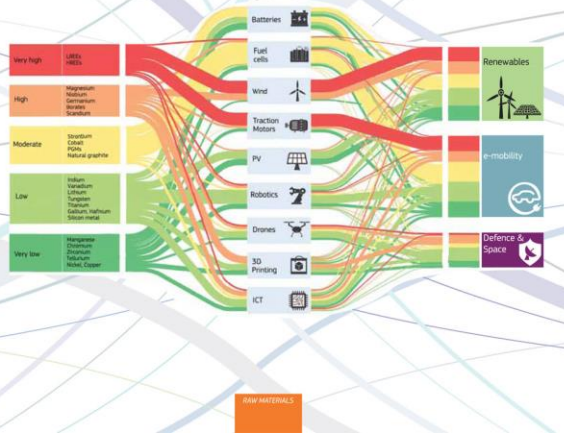 Very high
LREEs
HREEs
High
Magnesium
Niobium
Germanium
Borates
Scandium
Moderate
Strontium
Cobalt
PGMs
Natural graphite
Low
Indium
Vanadium
Lithium
Tungsten
Titanium
Gallium, Hafnium
Silicon metal
Very low
Manganese
Chromium
Zirconium
Tellurium
Nickel, Copper
Batteries
Fuel
cells
Wind
Traction
Motors
PV
Robotics
Drones
3D
Printing
ICT
Renewables
e-mobility
Defence &
Space
RAW MATERIALS